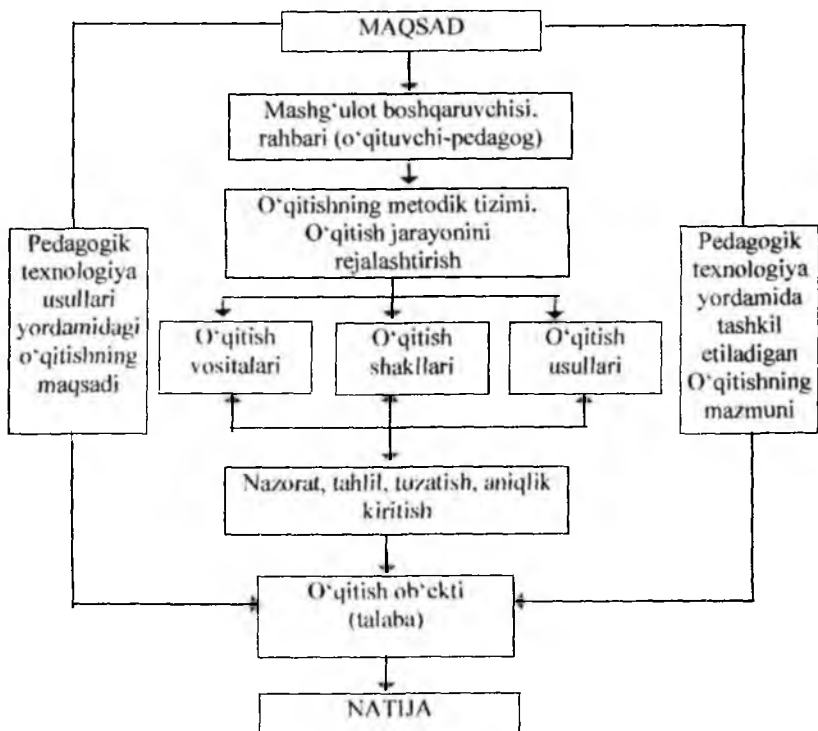 MAQSAD
Mashg‘ulot boshqaruvchisi.
rahbari (o‘qituvchi-pedagog)
O‘qitishning metodik tizimi.
O‘qitish jarayonini
rejalashtirish
Pedagogik
texnologiya
usullari
yordamidagi
o‘qitishning
maqsadi
Pedagogik
texnologiya
yordamida
tashkil
etiladigan
O‘qitishning
mazmuni
O‘qitish
vositalari
O‘qitish
shakllari
O‘qitish
usullari
Nazorat, tahlil, tuzatish, aniqlik
kiritish
O‘qitish ob‘ekti
(talaba)
NATIJA